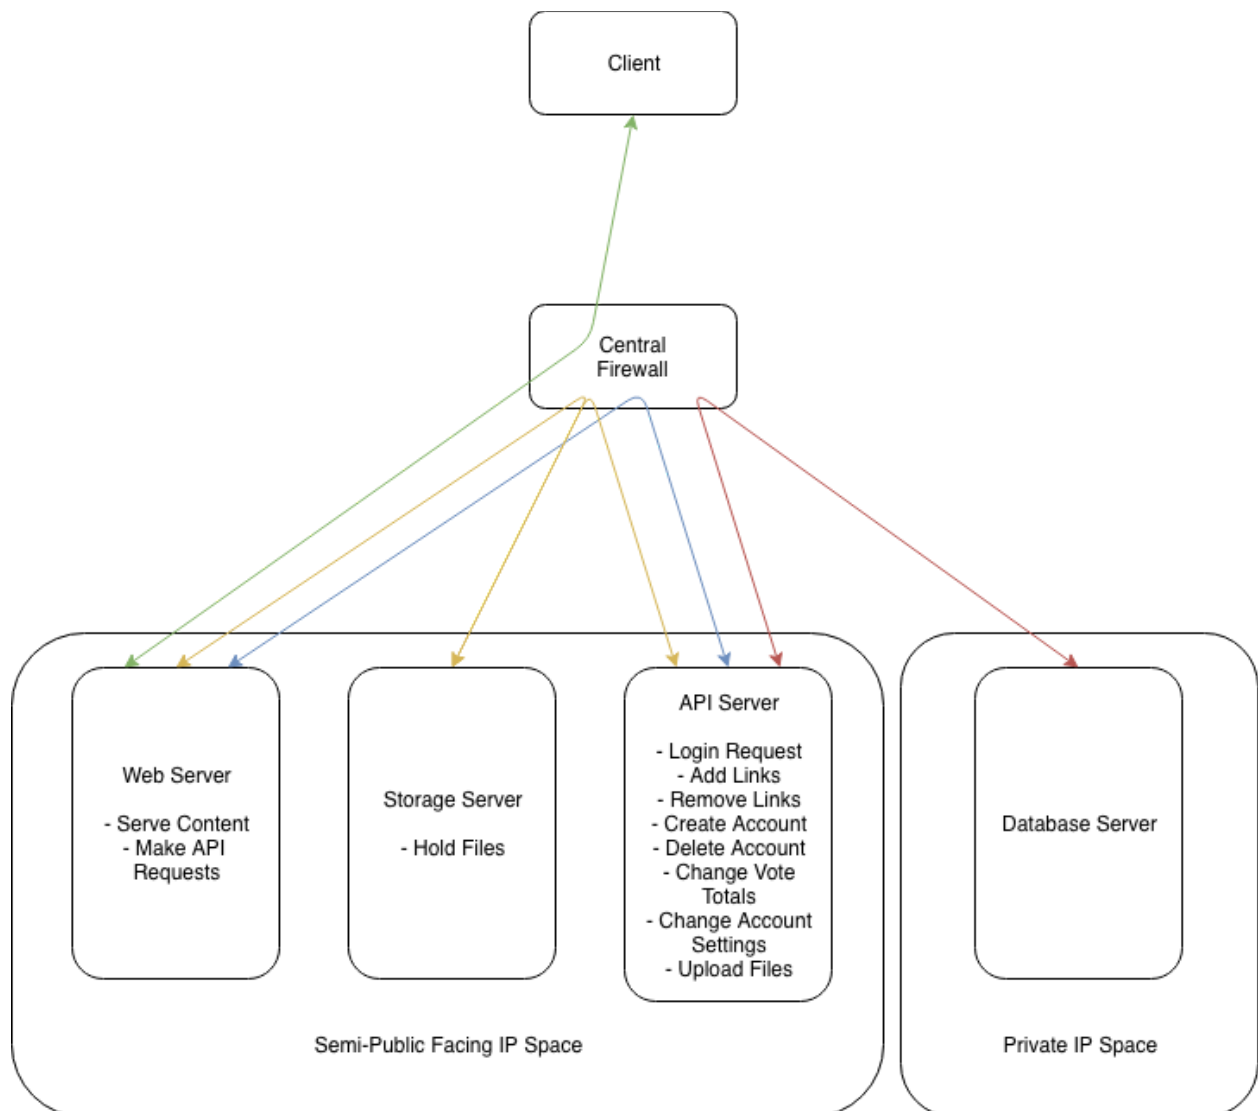 Client
Central
Firewall
Web Server
- Serve Content
- Make API
Requests
Storage Server
- Hold Files
API Server
- Login Request
- Add Links
- Remove Links
- Create Account
- Delete Account
- Change Vote
Totals
- Change Account
Settings
- Upload Files
Database Server
Semi-Public Facing IP Space
Private IP Space